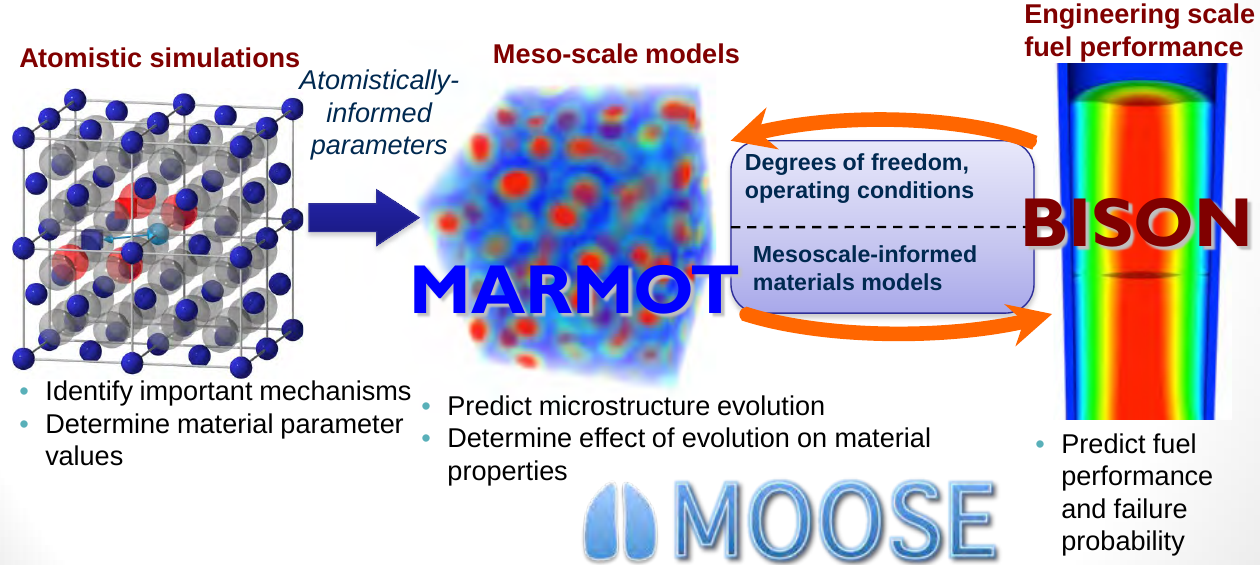 Engineering scale
fuel performance
Atomistic simulations
Meso-scale models
Atomistically-
informed
parameters
Degrees of freedom,
operating conditions
Mesoscale-informed
materials models
MARMOT
BISON
• Identify important mechanisms
• Determine material parameter
values
• Predict microstructure evolution
• Determine effect of evolution on material
properties
• Predict fuel
performance
and failure
probability
MOOSE